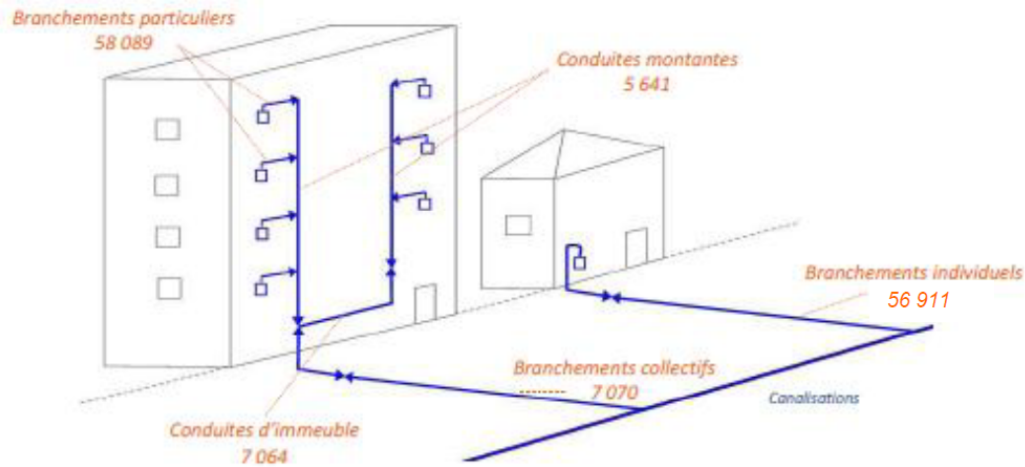 Branchements particuliers
58 089
Conduites montantes
5 641
Branchements individuels
56 911
Branchements collectifs
7 070
Canalisations
Conduites d'immeuble
7 064